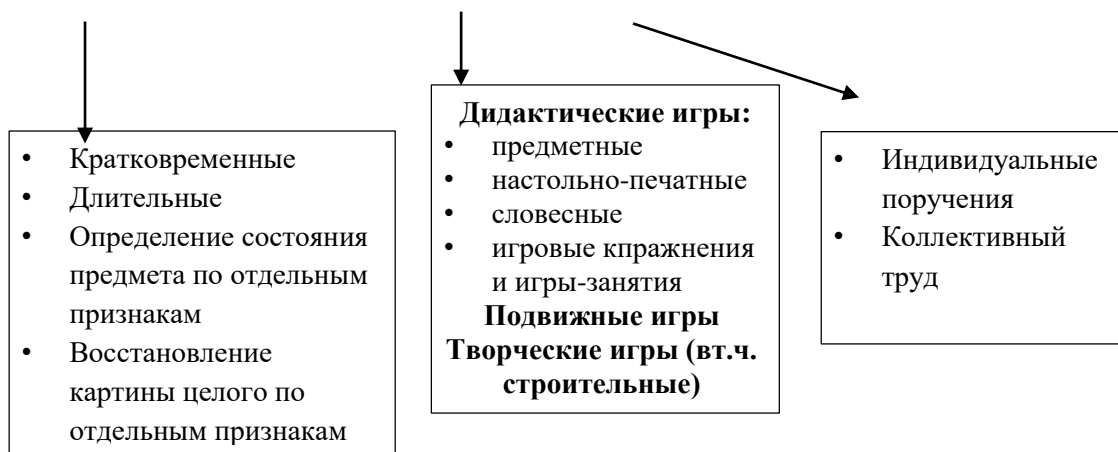 • Кратковременные
• Длительные
• Определение состояния
предмета по отдельным
признакам
• Восстановление
картины целого по
отдельным признакам
Дидактические игры:
• предметные
• настольно-печатные
• словесные
• игровые кпражнения
и игры-занятия
Подвижные игры
Творческие игры (вт.ч.
строительные)
• Индивидуальные
поручения
• Коллективный
труд